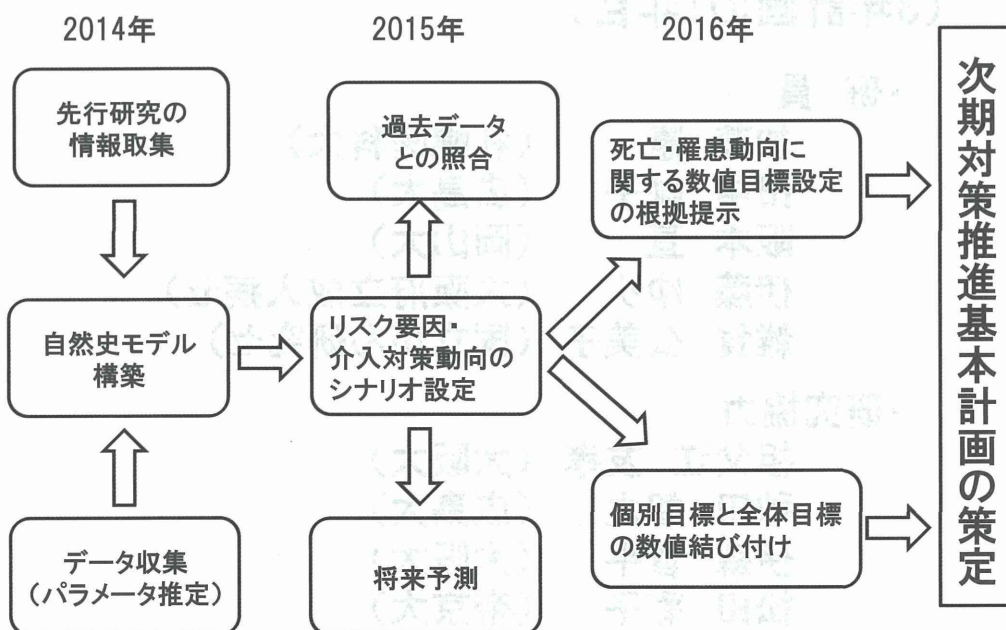 2014年
2015年
2016年
先行研究の
情報取集
自然史モデル
構築
データ収集
(パラメータ推定)
過去データ
との照合
リスク要因・
介入対策動向の
シナリオ設定
将来予測
死亡・罹患動向に
関する数値目標設定
の根拠提示
個別目標と全体目標
の数値結び付け
次期対策推進基本計画の策定